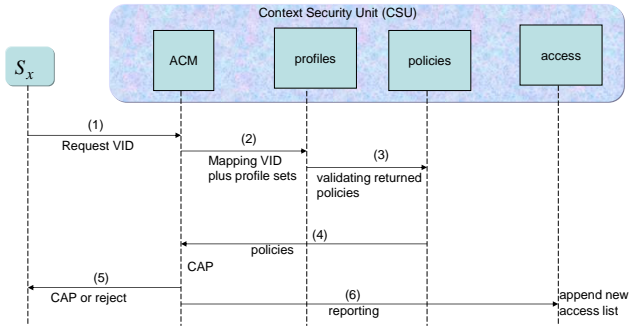 Context Security Unit (CSU)
S_x
ACM
profiles
policies
access
(1)
Request VID
(2)
Mapping VID
plus profile sets
(3)
validating returned
policies
(4)
policies
CAP
(5)
CAP or reject
(6)
reporting
append new
access list